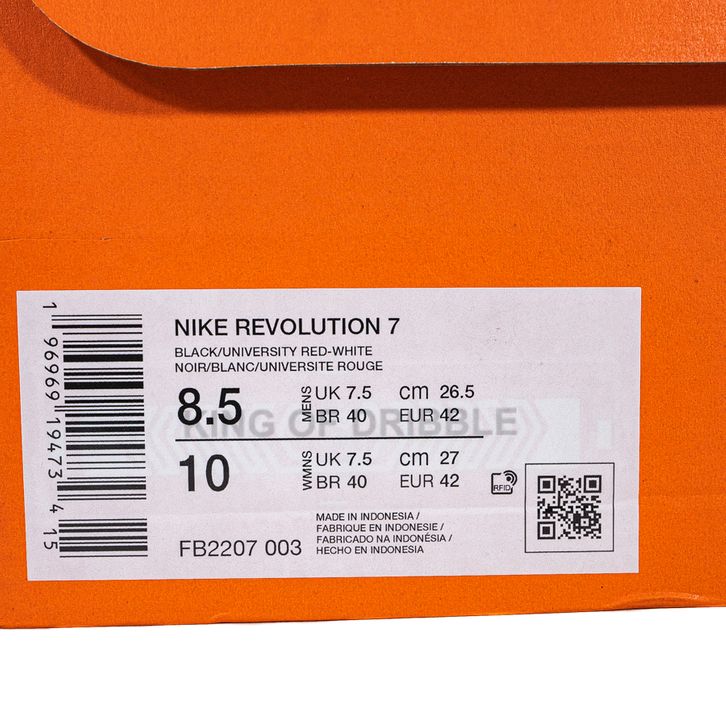 NIKE REVOLUTION 7
BLACK/UNIVERSITY RED-WHITE
NOIR/BLANC/UNIVERSITE ROUGE
8.5 MENS UK 7.5 cm 26.5
BR 40 EUR 42
KING OF DRIBBLE
10 WMNS UK 7.5 cm 27
BR 40 EUR 42
RFID
FB2207 003
MADE IN INDONESIA /
FABRIQUE EN INDONESIE /
FABRICADO NA INDONÉSIA /
HECHO EN INDONESIA
1 96969 19473 4 15